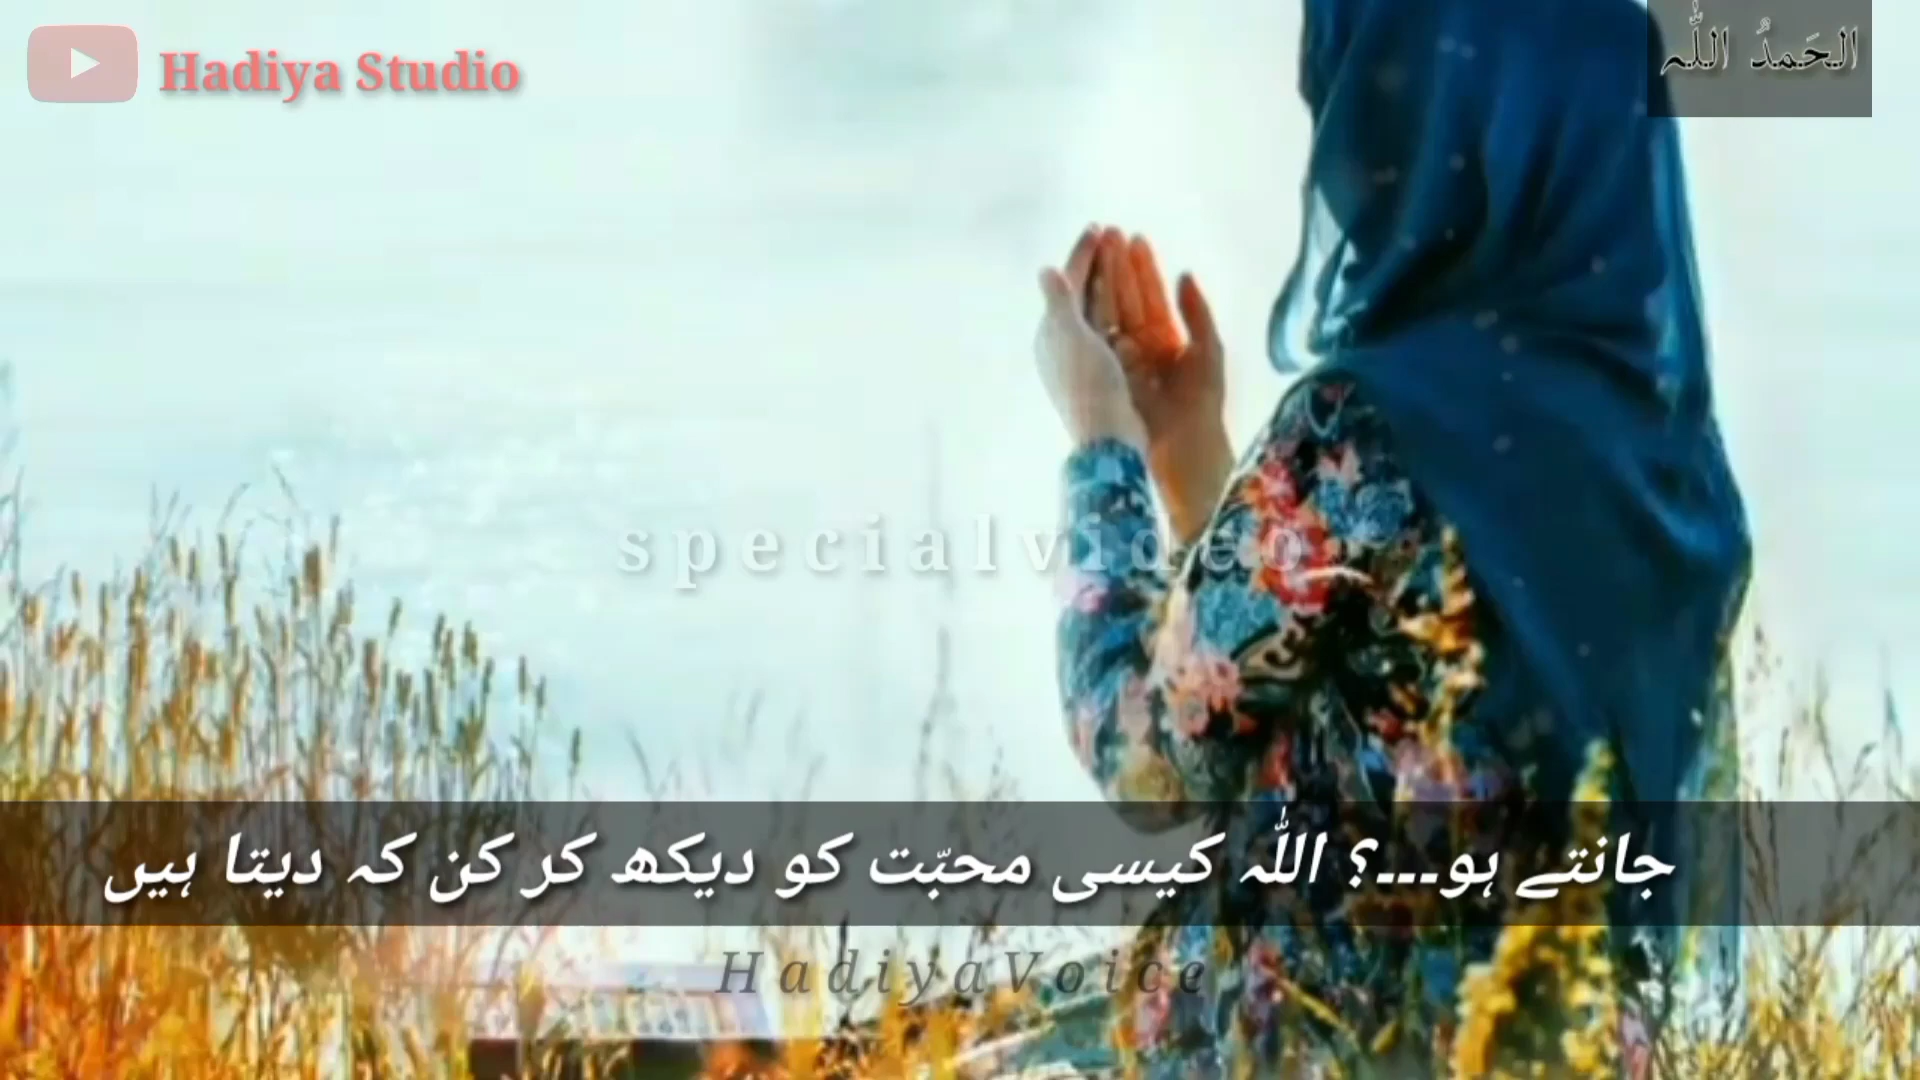 Hadiya Studio
الحَمدُ اللّٰہ
specialvideo
جانتے ہو۔۔۔؟ اللّٰہ کیسی محبّت کو دیکھ کر کن کہ دیتا ہیں
HadiyaVoice